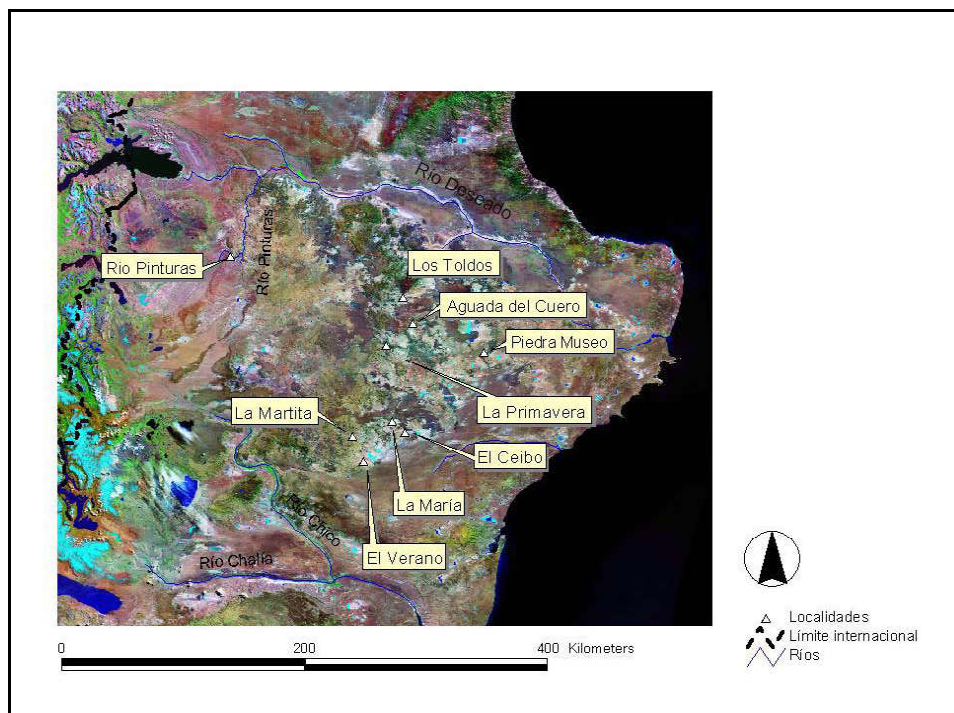 Río Deseado
Río Pinturas
Río Pinturas
Los Toldos
Aguada del Cuero
Piedra Museo
La Primavera
La Martita
El Ceibo
La María
El Verano
Río Chico
Río Chalía
0 200 400 Kilometers
Localidades
Límite internacional
Ríos